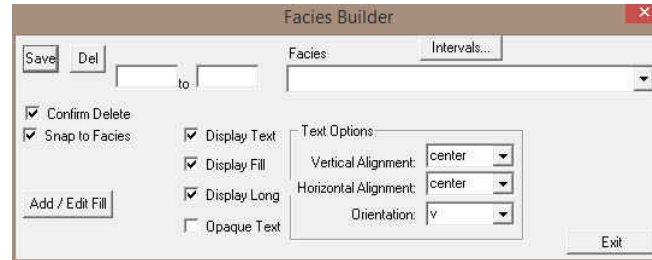 Facies Builder
Save Del
to
Facies
Intervals...
Confirm Delete
Snap to Facies
Display Text
Display Fill
Display Long
Opaque Text
Add / Edit Fill
Text Options
Vertical Alignment: center
Horizontal Alignment: center
Orientation: v
Exit